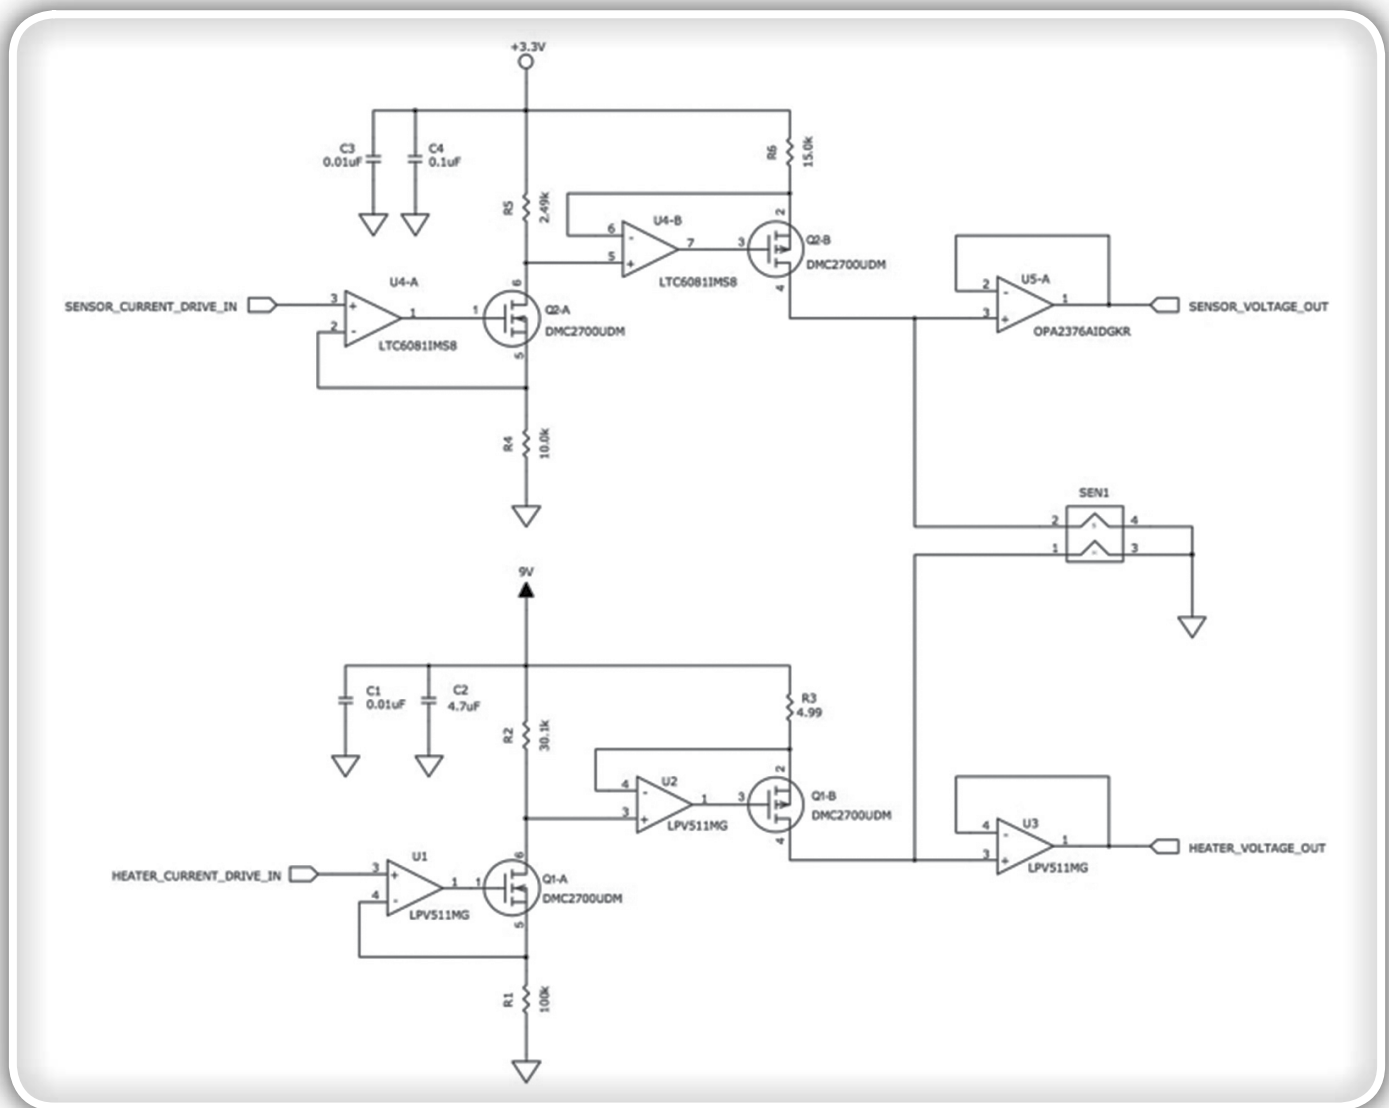 +3.3V
C3
0.01uF
C4
0.1uF
R5
2.49k
R6
15.0k
U4-B
6
-
5
+
7
LTC6081IMS8
3
2
Q2-B
DMC2700UDM
4
U4-A
SENSOR_CURRENT_DRIVE_IN
3
+
2
-
1
LTC6081IMS8
1
6
Q2-A
DMC2700UDM
5
U5-A
2
-
3
+
1
OPA2376AIDGKR
SENSOR_VOLTAGE_OUT
R4
10.0k
SEN1
2
4
1
3
9V
C1
0.01uF
C2
4.7uF
R2
30.1k
R3
4.99
U2
4
-
3
+
1
LPV511MG
3
2
Q1-B
DMC2700UDM
4
U1
HEATER_CURRENT_DRIVE_IN
3
+
4
-
1
LPV511MG
1
6
Q1-A
DMC2700UDM
5
U3
4
-
3
+
1
LPV511MG
HEATER_VOLTAGE_OUT
R1
100k